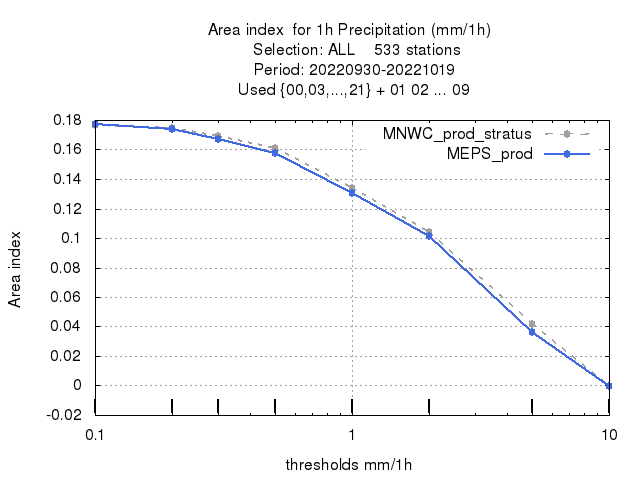 Area index for 1h Precipitation (mm/1h)
Selection: ALL 533 stations
Period: 20220930-20221019
Used {00,03,...,21} + 01 02 ... 09
MNWC_prod_stratus
MEPS_prod
Area index
0.18
0.16
0.14
0.12
0.1
0.08
0.06
0.04
0.02
0
-0.02
0.1
1
10
thresholds mm/1h